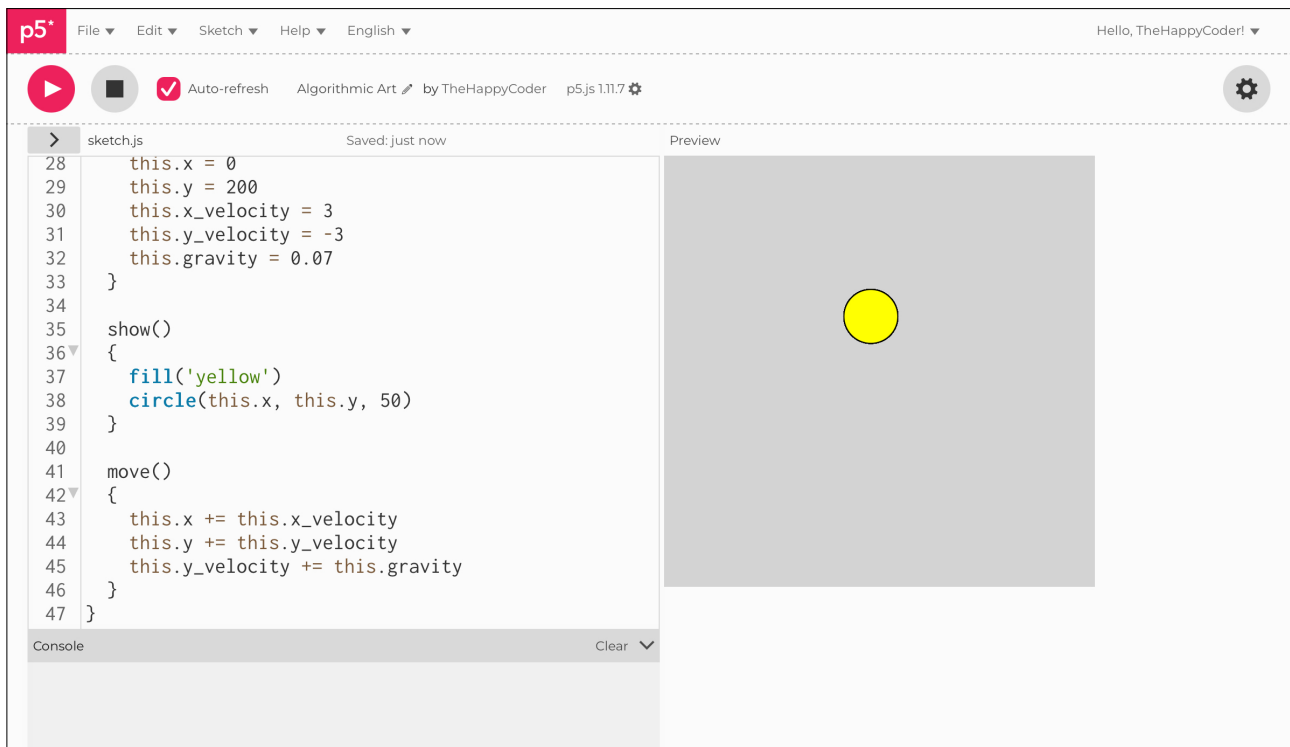 p5*
File Edit Sketch Help English Hello, TheHappyCoder!
Auto-refresh Algorithmic Art by TheHappyCoder p5.js 1.11.7
sketch.js Saved: just now Preview
28 this.x = 0
29 this.y = 200
30 this.x_velocity = 3
31 this.y_velocity = -3
32 this.gravity = 0.07
33 }
34
35 show()
36 {
37 fill('yellow')
38 circle(this.x, this.y, 50)
39 }
40
41 move()
42 {
43 this.x += this.x_velocity
44 this.y += this.y_velocity
45 this.y_velocity += this.gravity
46 }
47 }
Console Clear